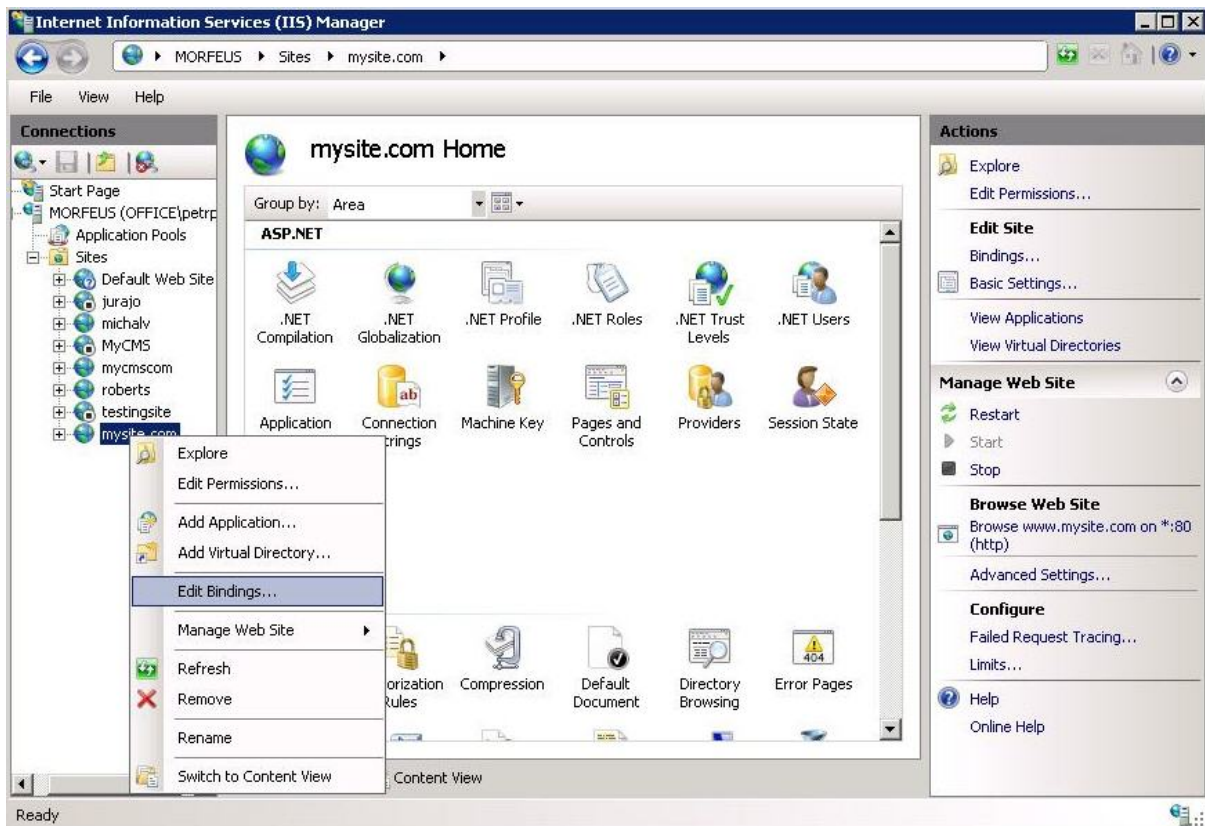 Internet Information Services (IIS) Manager
MORFEUS Sites mysite.com
File View Help
Connections
Start Page
MORFEUS (OFFICE\petrp
Application Pools
Sites
Default Web Site
jurajo
michalv
MyCMS
mycmscom
roberts
testingsite
mysite.com
Explore
Edit Permissions...
Add Application...
Add Virtual Directory...
Edit Bindings...
Manage Web Site
Refresh
Remove
Rename
Switch to Content View
mysite.com Home
Group by: Area
ASP.NET
.NET Compilation
.NET Globalization
.NET Profile
.NET Roles
.NET Trust Levels
.NET Users
Application
Connection
trings
Machine Key
Pages and Controls
Providers
Session State
orization
Rules
Compression
Default Document
Directory Browsing
404
Error Pages
Content View
Actions
Explore
Edit Permissions...
Edit Site
Bindings...
Basic Settings...
View Applications
View Virtual Directories
Manage Web Site
Restart
Start
Stop
Browse Web Site
Browse www.mysite.com on *:80
(http)
Advanced Settings...
Configure
Failed Request Tracing...
Limits...
Help
Online Help
Ready